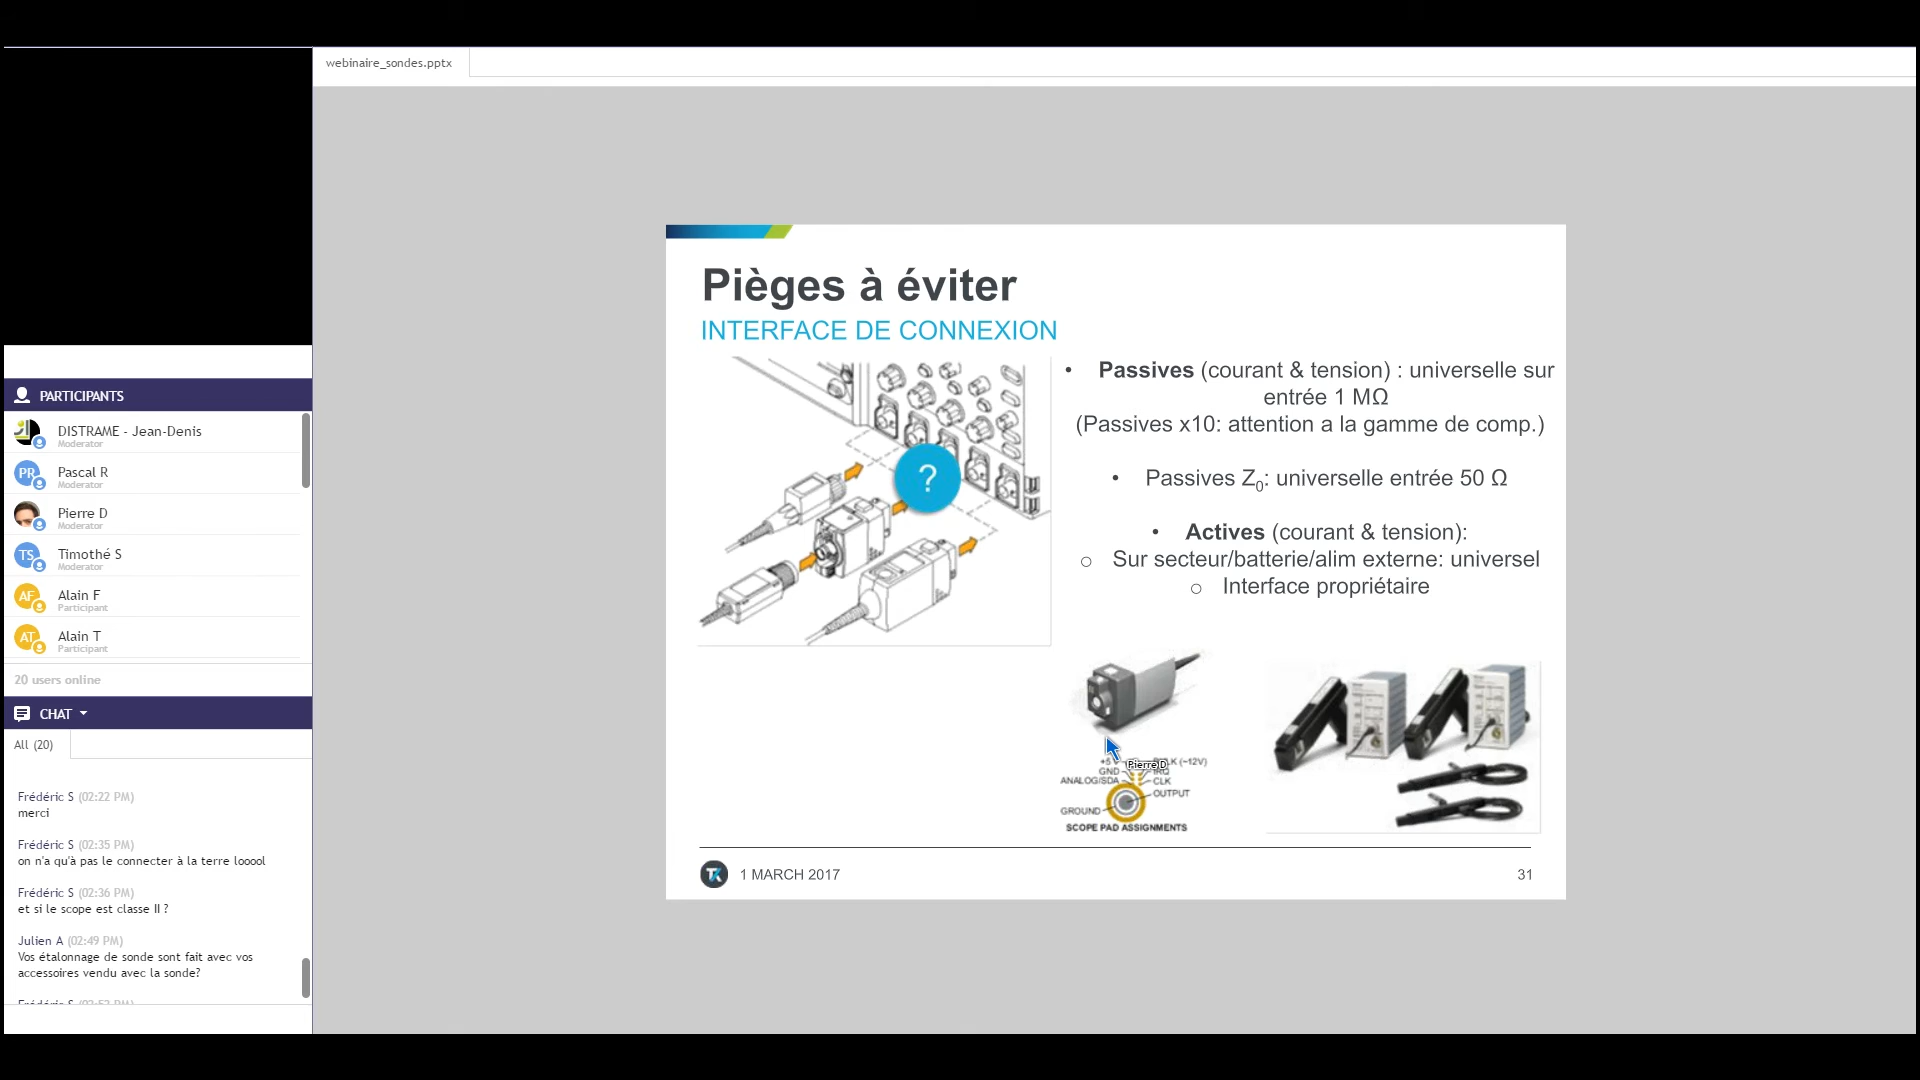 webinaire_sondes.pptx
PARTICIPANTS
DISTRAME - Jean-Denis
Moderator
PR
Pascal R
Moderator
Pierre D
Moderator
TS
Timothé S
Moderator
AF
Alain F
Participant
AT
Alain T
Participant
20 users online
CHAT
All (20)
Frédéric S (02:22 PM)
merci
Frédéric S (02:35 PM)
on n'a qu'à pas le connecter à la terre looool
Frédéric S (02:36 PM)
et si le scope est classe II ?
Julien A (02:49 PM)
Vos étalonnage de sonde sont fait avec vos
accessoires vendu avec la sonde?
Pièges à éviter
INTERFACE DE CONNEXION
?
• Passives (courant & tension) : universelle sur
entrée 1 MΩ
(Passives x10: attention a la gamme de comp.)
• Passives Z0: universelle entrée 50 Ω
• Actives (courant & tension):
○ Sur secteur/batterie/alim externe: universel
○ Interface propriétaire
Pierre D
GND
ANALOG/SDA
CLK
OUTPUT
GROUND
SCOPE PAD ASSIGNMENTS
1 MARCH 2017
31